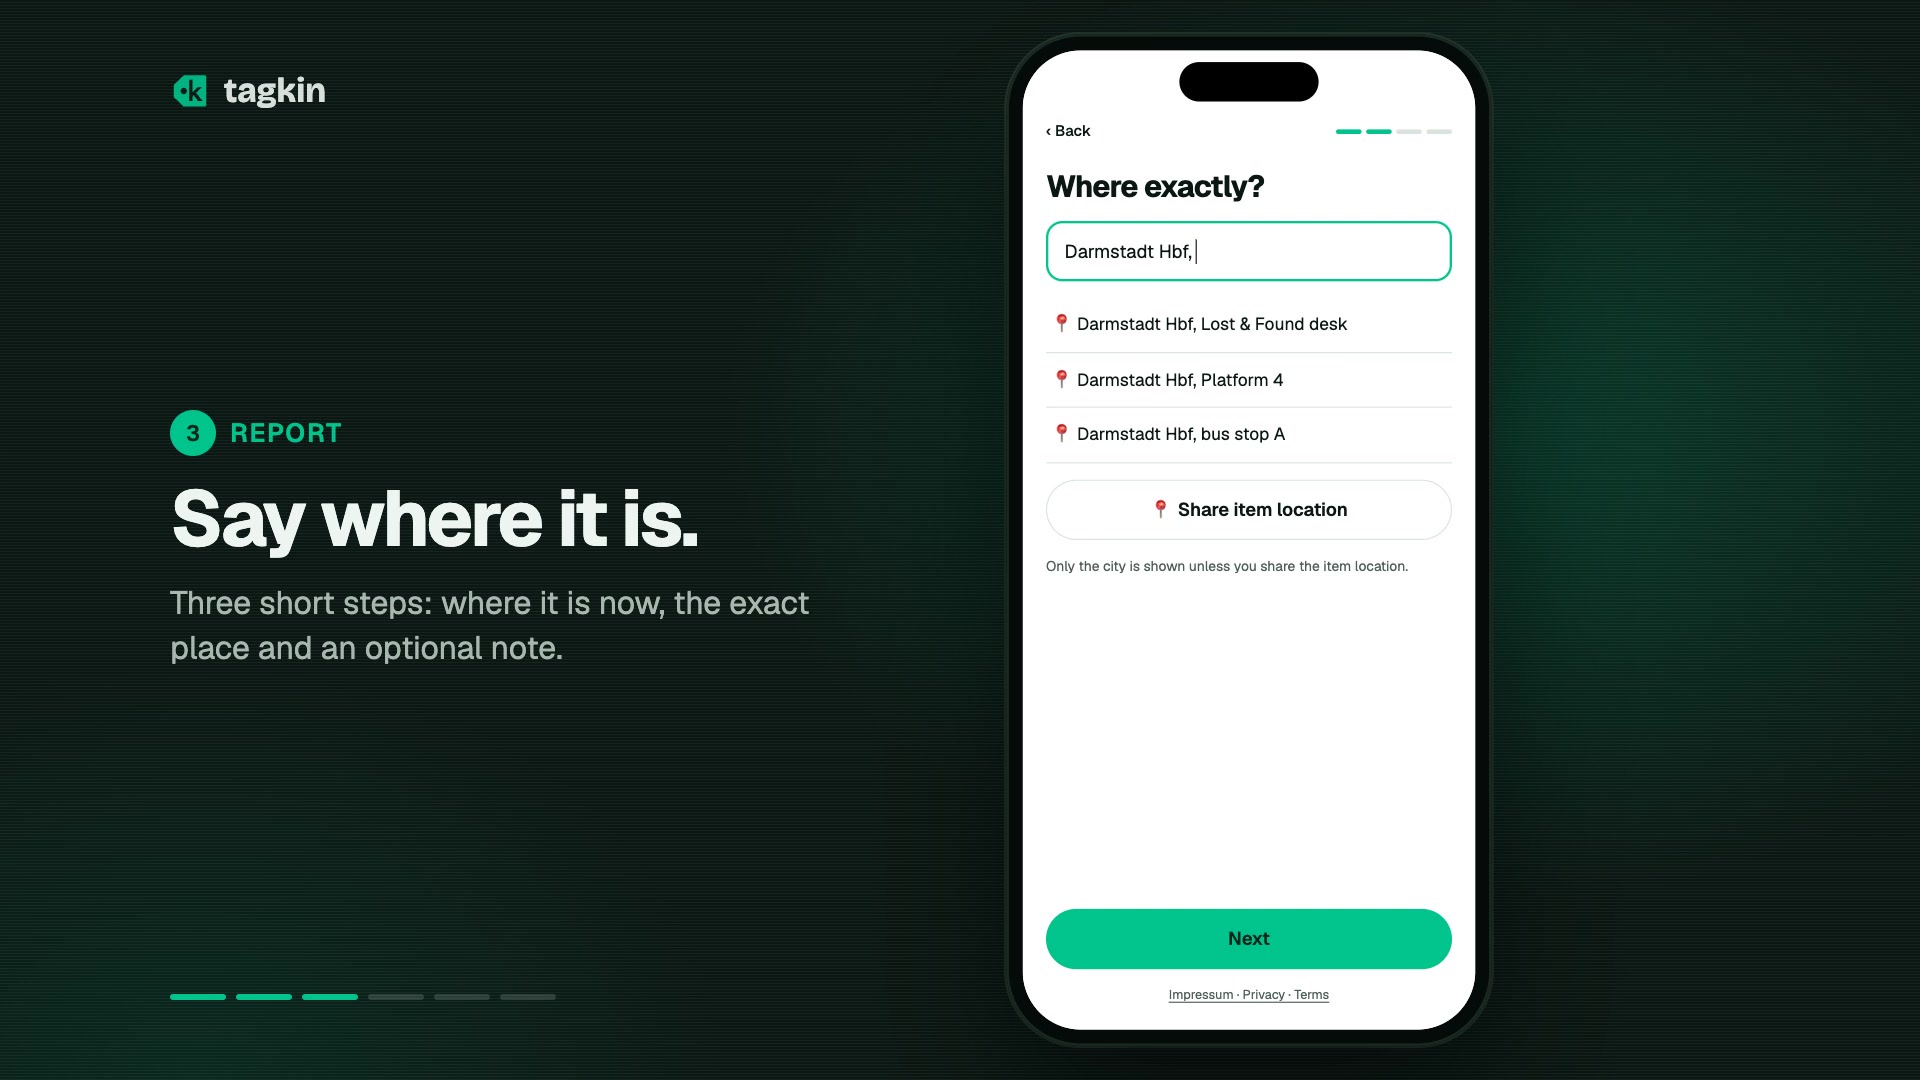 tagkin
3 REPORT
Say where it is.
Three short steps: where it is now, the exact
place and an optional note.
‹ Back
Where exactly?
Darmstadt Hbf,
Darmstadt Hbf, Lost & Found desk
Darmstadt Hbf, Platform 4
Darmstadt Hbf, bus stop A
Share item location
Only the city is shown unless you share the item location.
Next
Impressum · Privacy · Terms